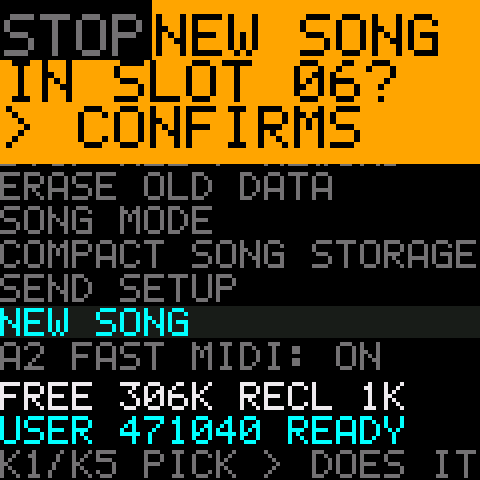 STOP NEW SONG
IN SLOT 06?
> CONFIRMS
ERASE OLD DATA
SONG MODE
COMPACT SONG STORAGE
SEND SETUP
NEW SONG
A2 FAST MIDI: ON
FREE 306K RECL 1K
USER 471040 READY
K1/K5 PICK > DOES IT